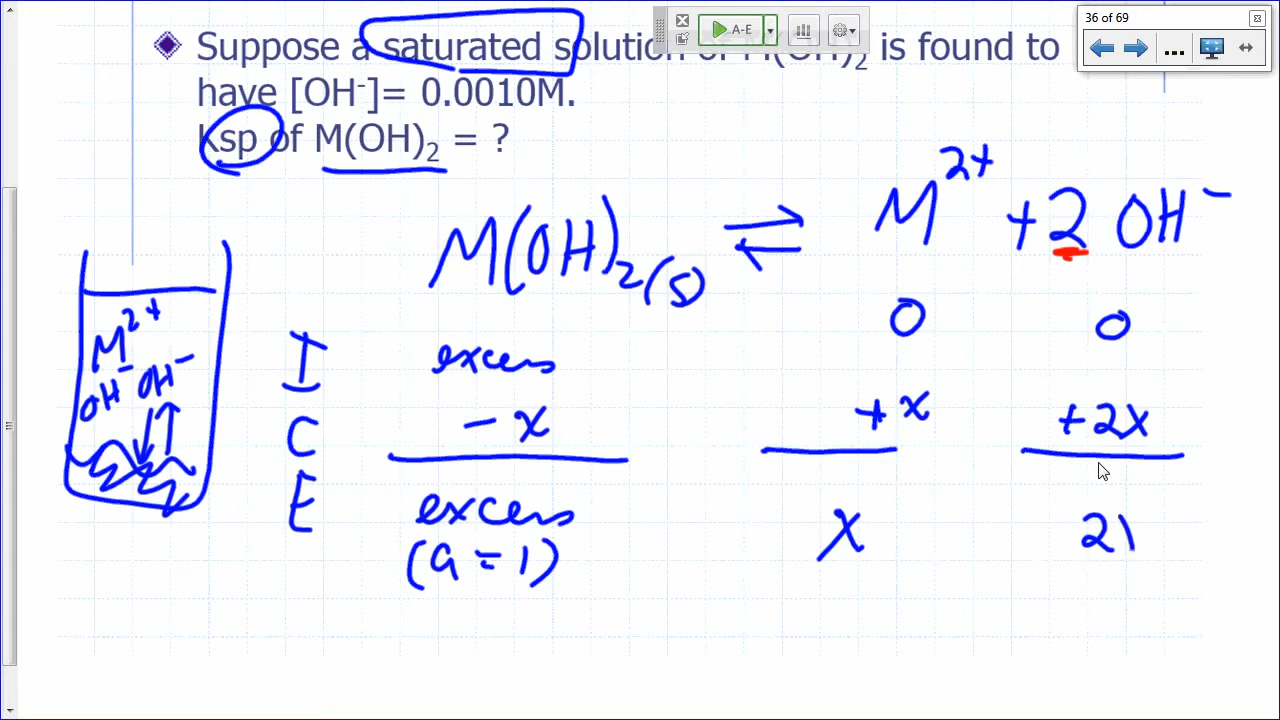 36 of 69
A-E
Suppose a saturated solution of M(OH)₂ is found to
have [OH⁻]= 0.0010M.
Ksp of M(OH)₂ = ?
M(OH)₂(s) ⇌ M²⁺ + 2 OH⁻
M²⁺
OH⁻ OH⁻
I excess 0 0
C - x + x + 2x
E excess x 2\
(a = 1)